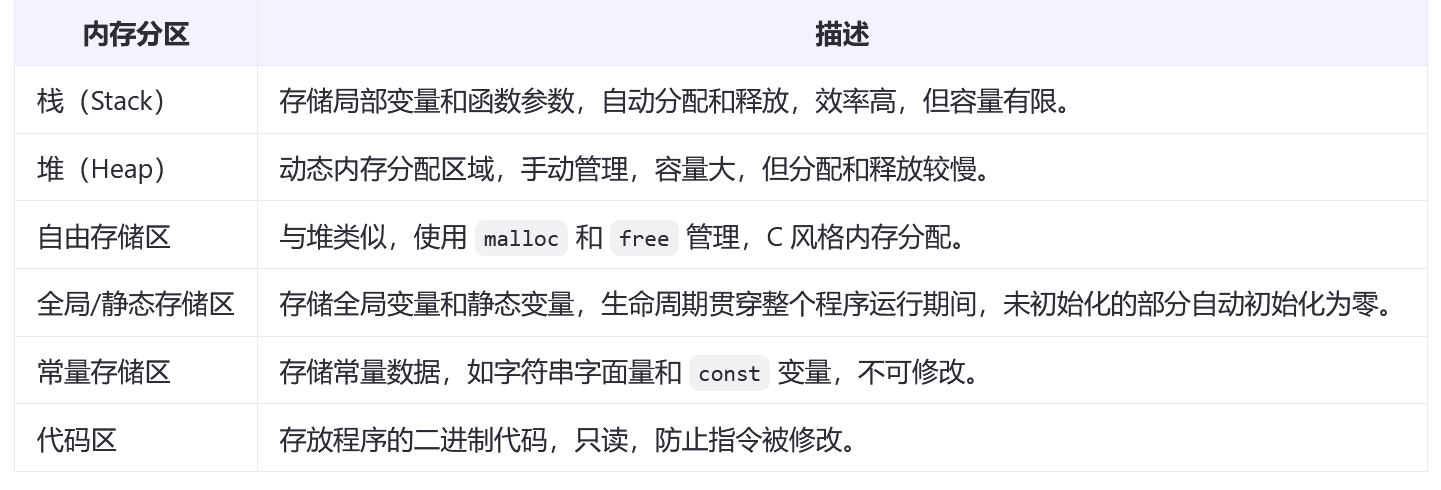 内存分区 描述
栈（Stack） 存储局部变量和函数参数，自动分配和释放，效率高，但容量有限。
堆（Heap） 动态内存分配区域，手动管理，容量大，但分配和释放较慢。
自由存储区 与堆类似，使用 malloc 和 free 管理，C 风格内存分配。
全局/静态存储区 存储全局变量和静态变量，生命周期贯穿整个程序运行期间，未初始化的部分自动初始化为零。
常量存储区 存储常量数据，如字符串字面量和 const 变量，不可修改。
代码区 存放程序的二进制代码，只读，防止指令被修改。